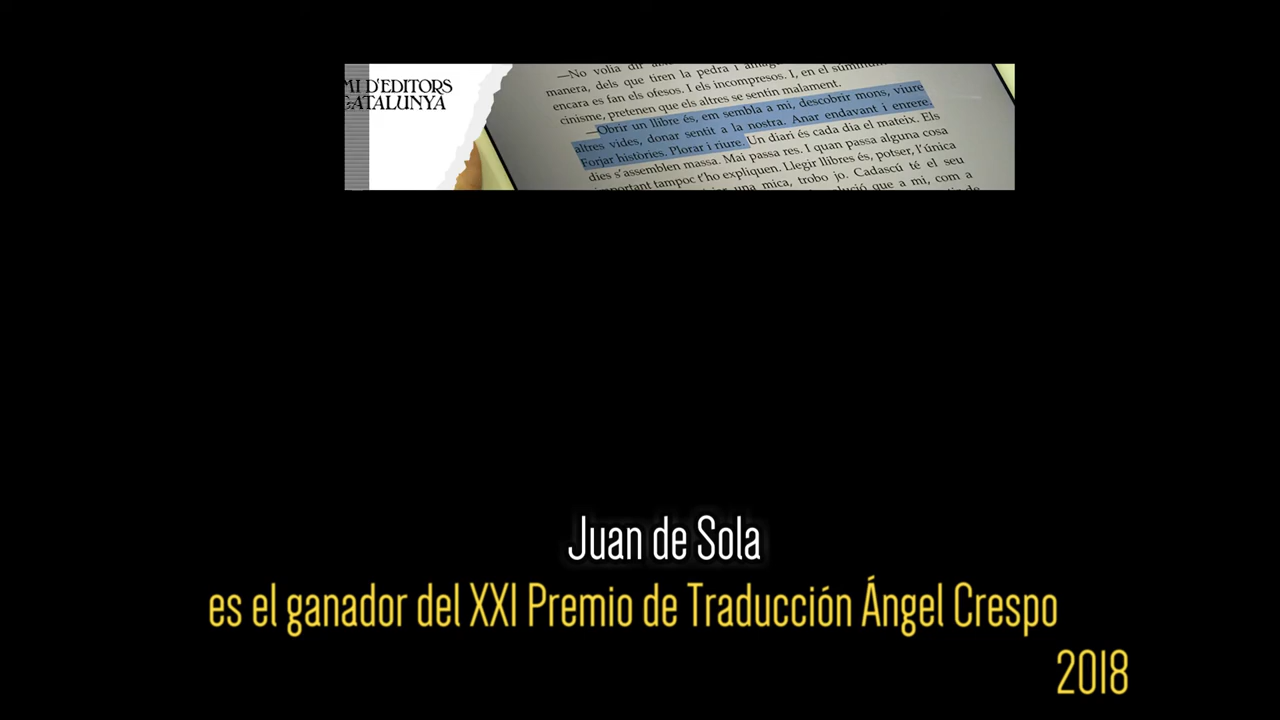 MI D'EDITORS
CATALUNYA
—No volia dir
manera, dels que tiren la pedra i
encara es fan els ofesos. I els incompresos. I, en el súmmum
cinisme, pretenen que els altres se sentin malament.
—Obrir un llibre és, em sembla a mi, descobrir mons, viure
altres vides, donar sentit a la nostra. Anar endavant i enrere.
Forjar històries. Plorar i riure. Un diari és cada dia el mateix. Els
dies s'assemblen massa. Mai passa res. I quan passa alguna cosa
important tampoc t'ho expliquen. Llegir llibres és, potser, l'única
una mica, trobo jo. Cadascú té el seu
que a mi, com a
Juan de Sola
es el ganador del XXI Premio de Traducción Ángel Crespo
2018